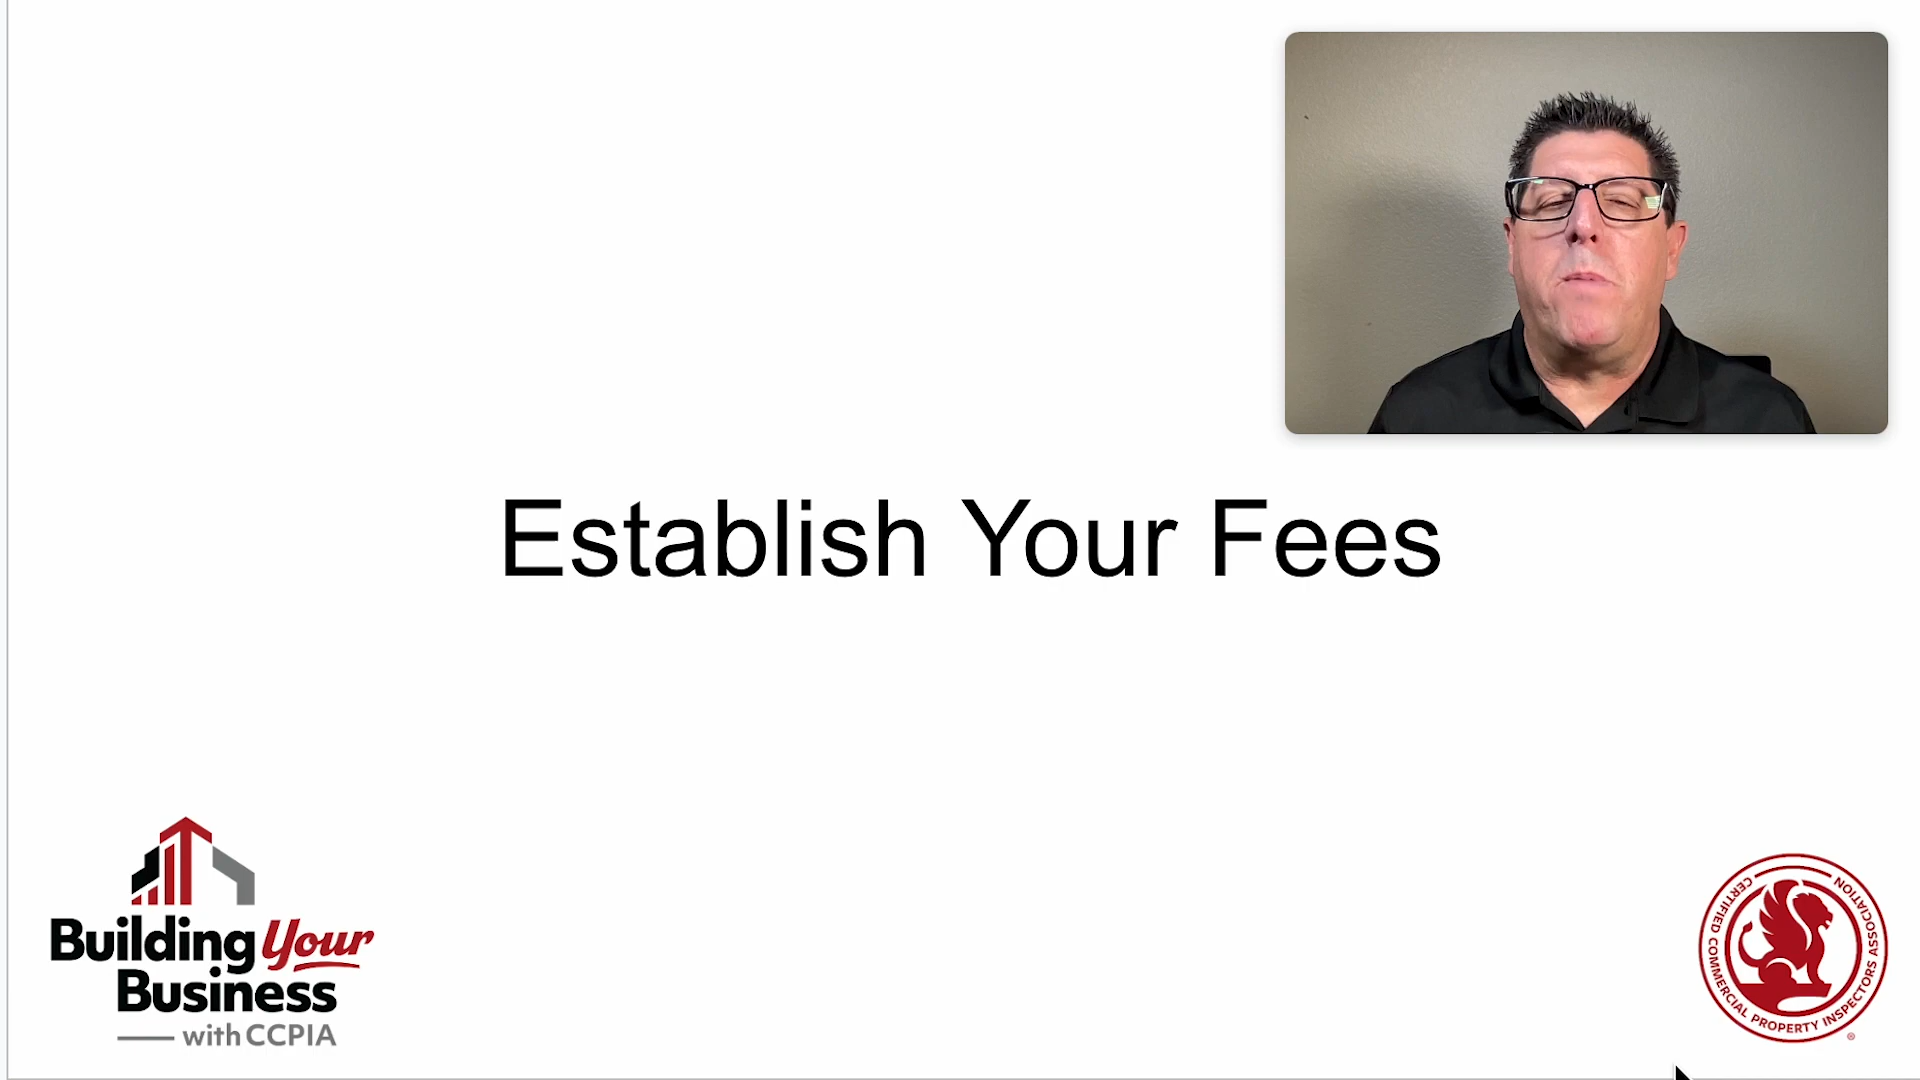 Establish Your Fees
Building Your
Business
with CCPIA
CERTIFIED COMMERCIAL PROPERTY INSPECTORS ASSOCIATION
®